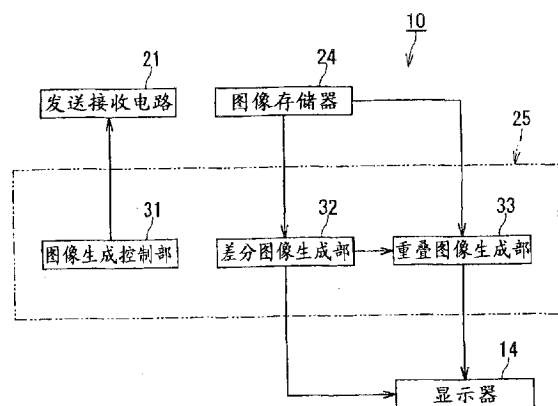 10
21
24
发送接收电路
图像存储器
25
31
32
33
图像生成控制部
差分图像生成部
重叠图像生成部
14
显示器